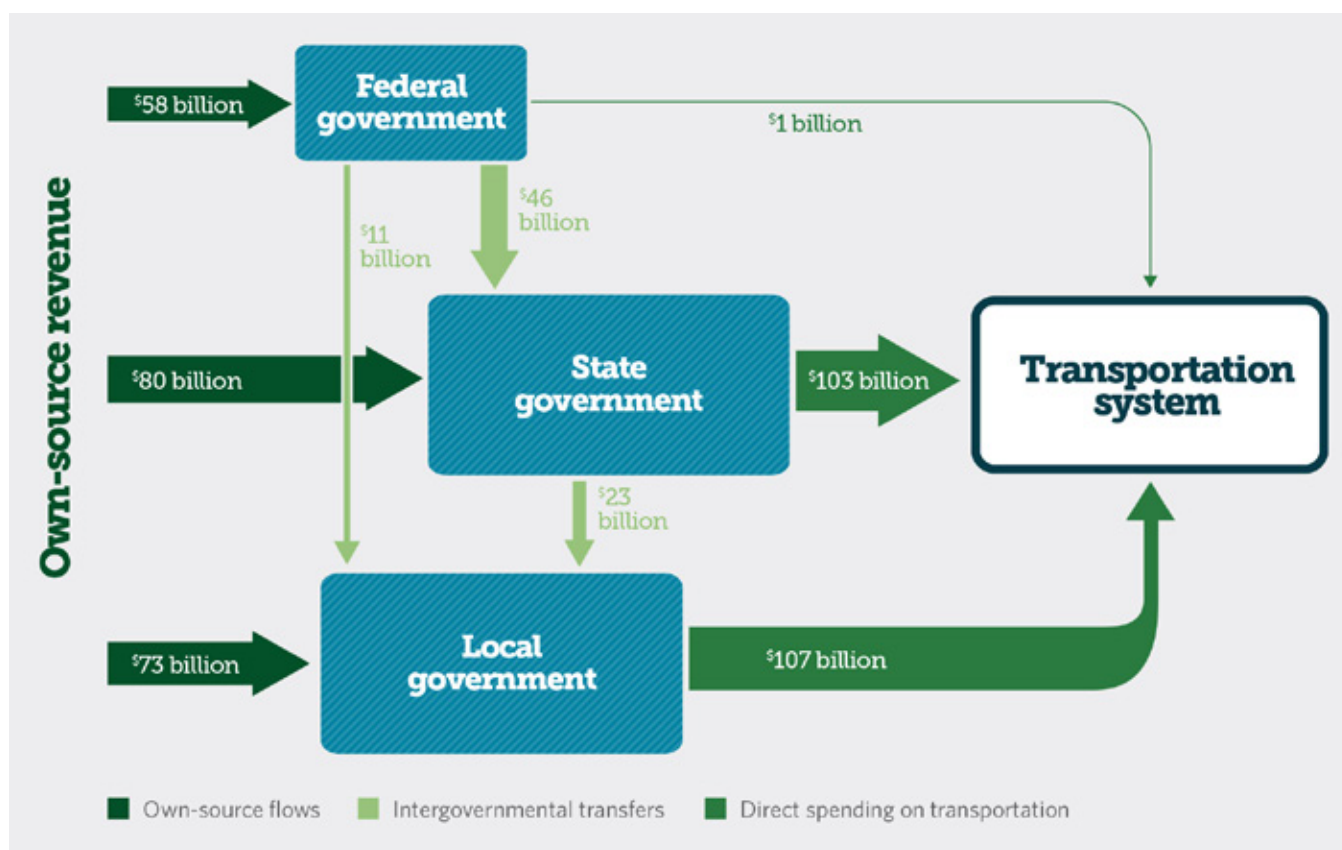 Federal
government
$58 billion
$1 billion
$46
billion
$11
billion
Own-source revenue
State
government
$80 billion
$103 billion
Transportation
system
$23
billion
Local
government
$73 billion
$107 billion
Own-source flows
Intergovernmental transfers
Direct spending on transportation